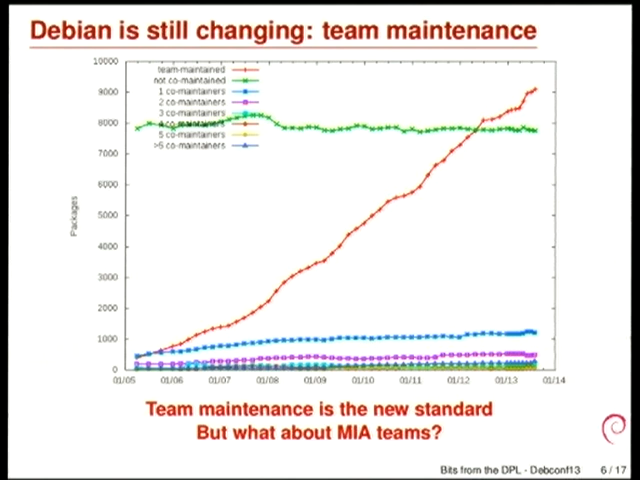 Debian is still changing: team maintenance
10000
9000
8000
7000
6000
5000
4000
3000
2000
1000
0
Packages
team-maintained
not co-maintained
1 co-maintainers
2 co-maintainers
3 co-maintainers
4 co-maintainers
5 co-maintainers
>5 co-maintainers
01/05 01/06 01/07 01/08 01/09 01/10 01/11 01/12 01/13 01/14
Team maintenance is the new standard
But what about MIA teams?
Bits from the DPL - Debconf13 6 / 17